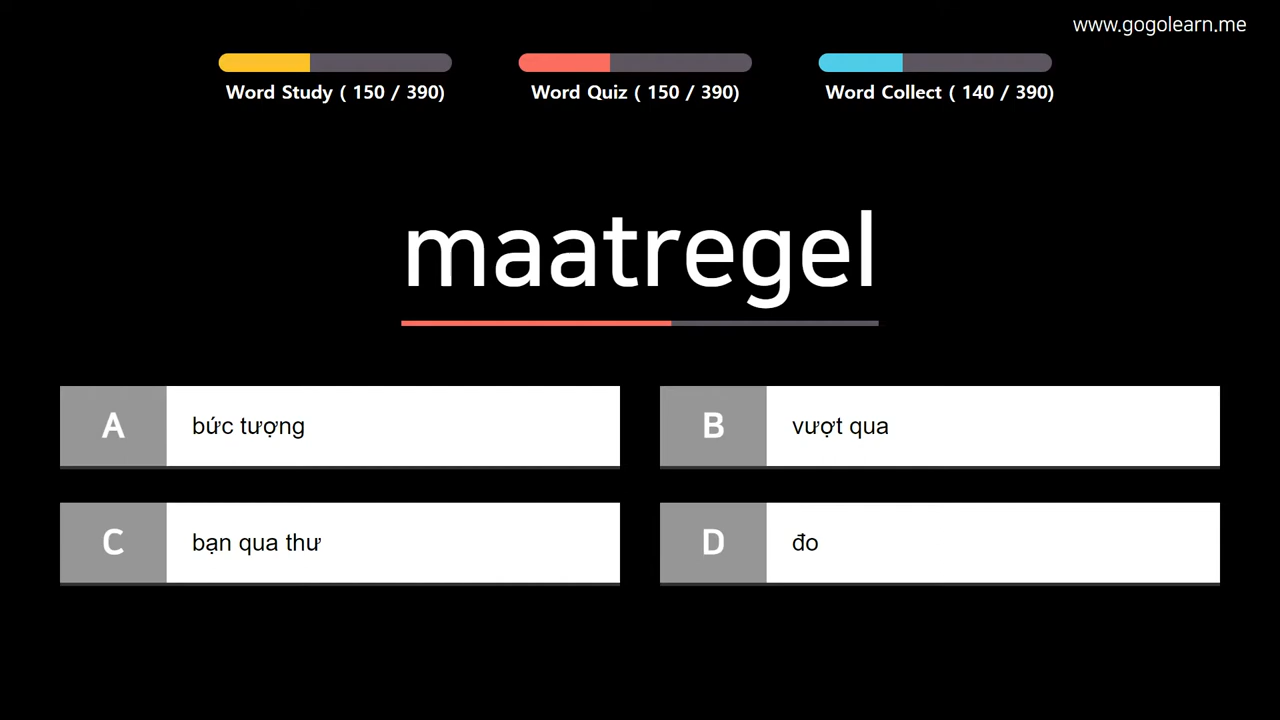 www.gogolearn.me
Word Study ( 150 / 390)
Word Quiz ( 150 / 390)
Word Collect ( 140 / 390)
maatregel
A bức tượng
B vượt qua
C bạn qua thư
D đo